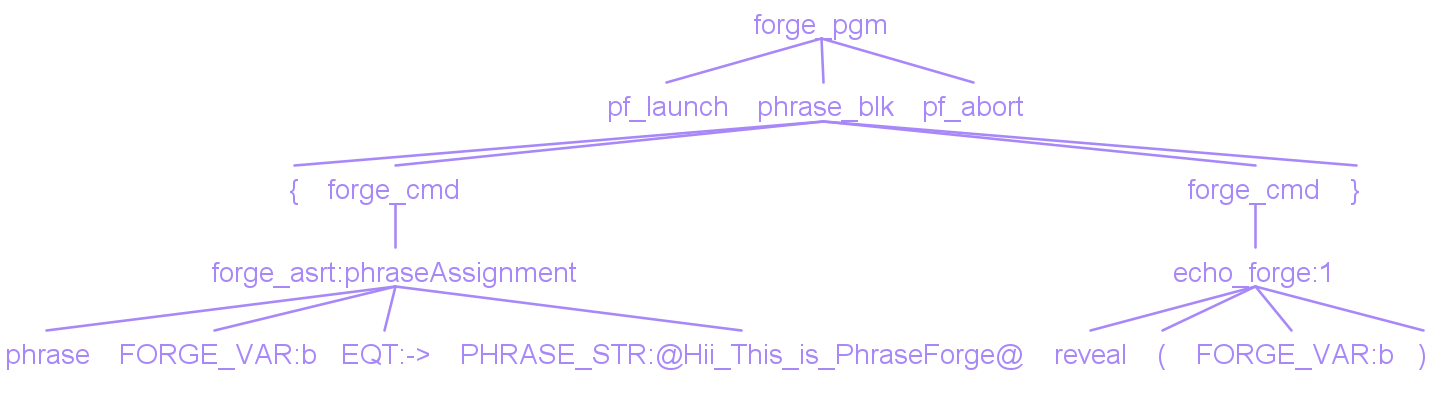 forge_pgm
pf_launch phrase_blk pf_abort
{ forge_cmd forge_cmd }
forge_asrt:phraseAssignment echo_forge:1
phrase FORGE_VAR:b EQT:-> PHRASE_STR:@Hii_This_is_PhraseForge@ reveal ( FORGE_VAR:b )